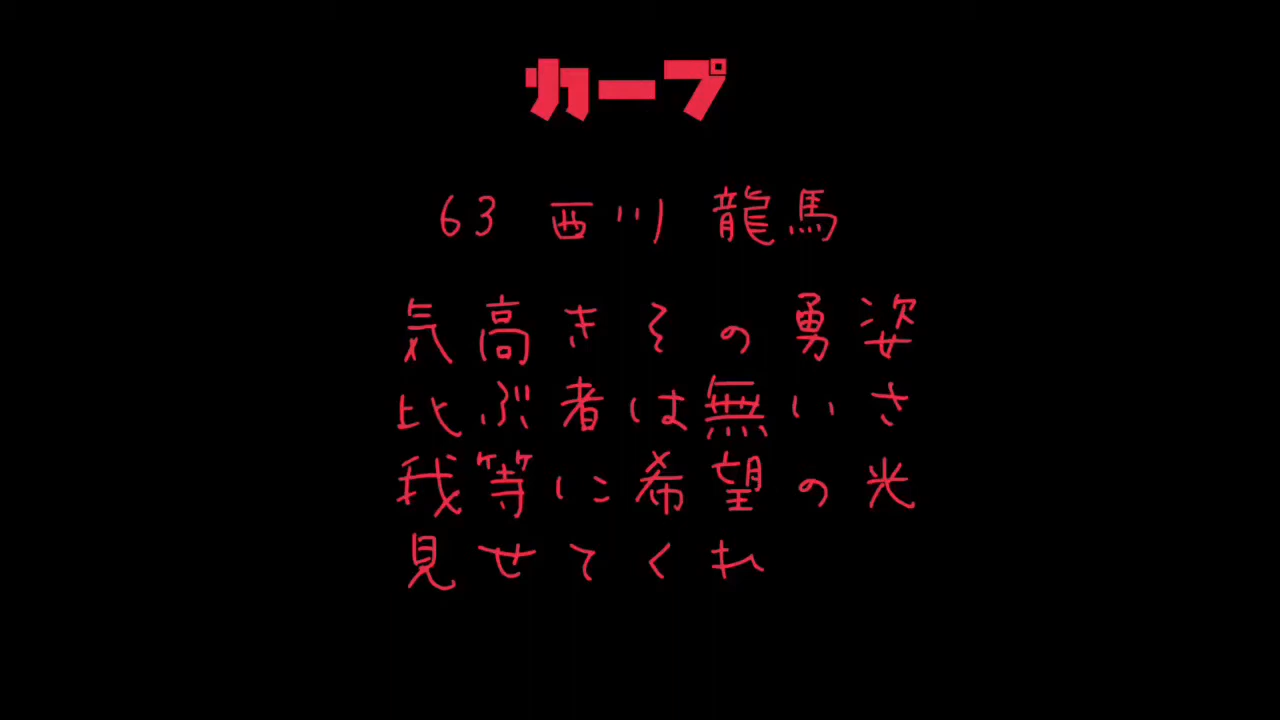 カープ
63 西川 龍馬
気高きその勇姿
比ぶ者は無いさ
我等に希望の光
見せてくれ